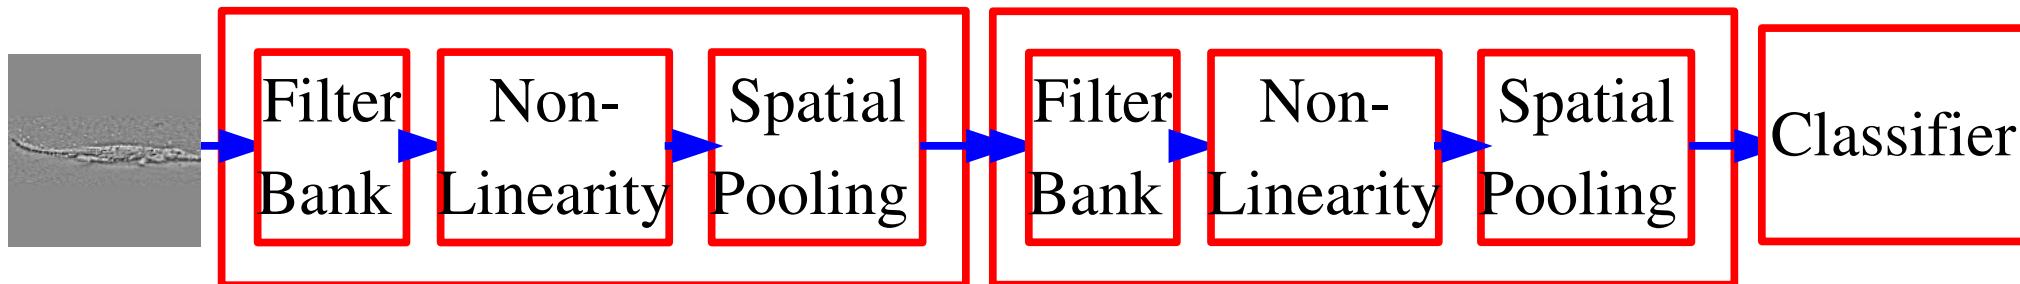 Filter
Bank
Non-
Linearity
Spatial
Pooling
Filter
Bank
Non-
Linearity
Spatial
Pooling
Classifier